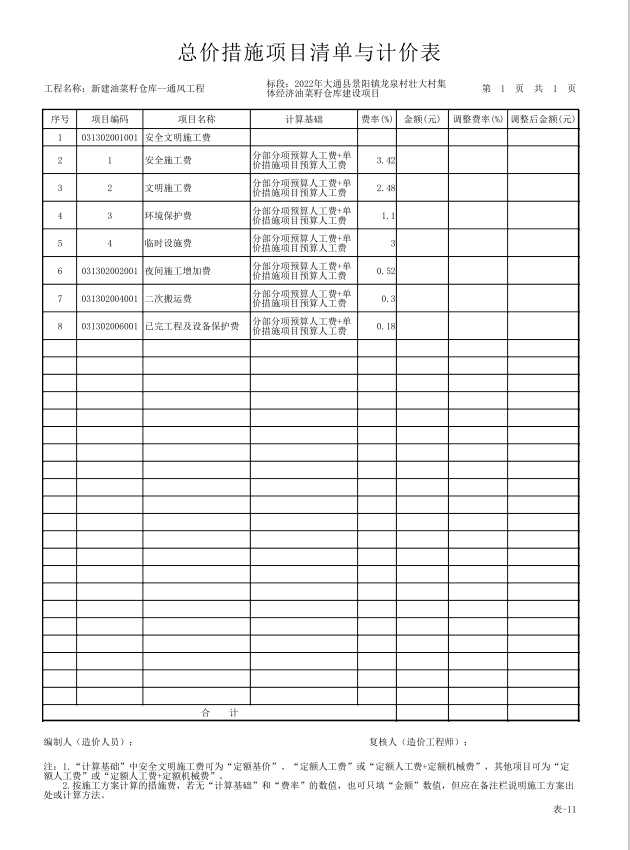 总价措施项目清单与计价表
工程名称：新建油菜籽仓库--通风工程
标段：2022年大通县景阳镇龙泉村壮大村集
体经济油菜籽仓库建设项目
第 1 页 共 1 页
序号 项目编码 项目名称 计算基础 费率(%) 金额(元) 调整费率(%) 调整后金额(元)
1 031302001001 安全文明施工费
2 1 安全施工费 分部分项预算人工费+单
价措施项目预算人工费 3.42
3 2 文明施工费 分部分项预算人工费+单
价措施项目预算人工费 2.48
4 3 环境保护费 分部分项预算人工费+单
价措施项目预算人工费 1.1
5 4 临时设施费 分部分项预算人工费+单
价措施项目预算人工费 3
6 031302002001 夜间施工增加费 分部分项预算人工费+单
价措施项目预算人工费 0.52
7 031302004001 二次搬运费 分部分项预算人工费+单
价措施项目预算人工费 0.3
8 031302006001 已完工程及设备保护费 分部分项预算人工费+单
价措施项目预算人工费 0.18
合 计
编制人（造价人员）： 复核人（造价工程师）：
注：1.“计算基础”中安全文明施工费可为“定额基价”、“定额人工费”或“定额人工费+定额机械费”，其他项目可为“定
额人工费”或“定额人工费+定额机械费”。
2.按施工方案计算的措施费，若无“计算基础”和“费率”的数值，也可只填“金额”数值，但应在备注栏说明施工方案出
处或计算方法。
表-11